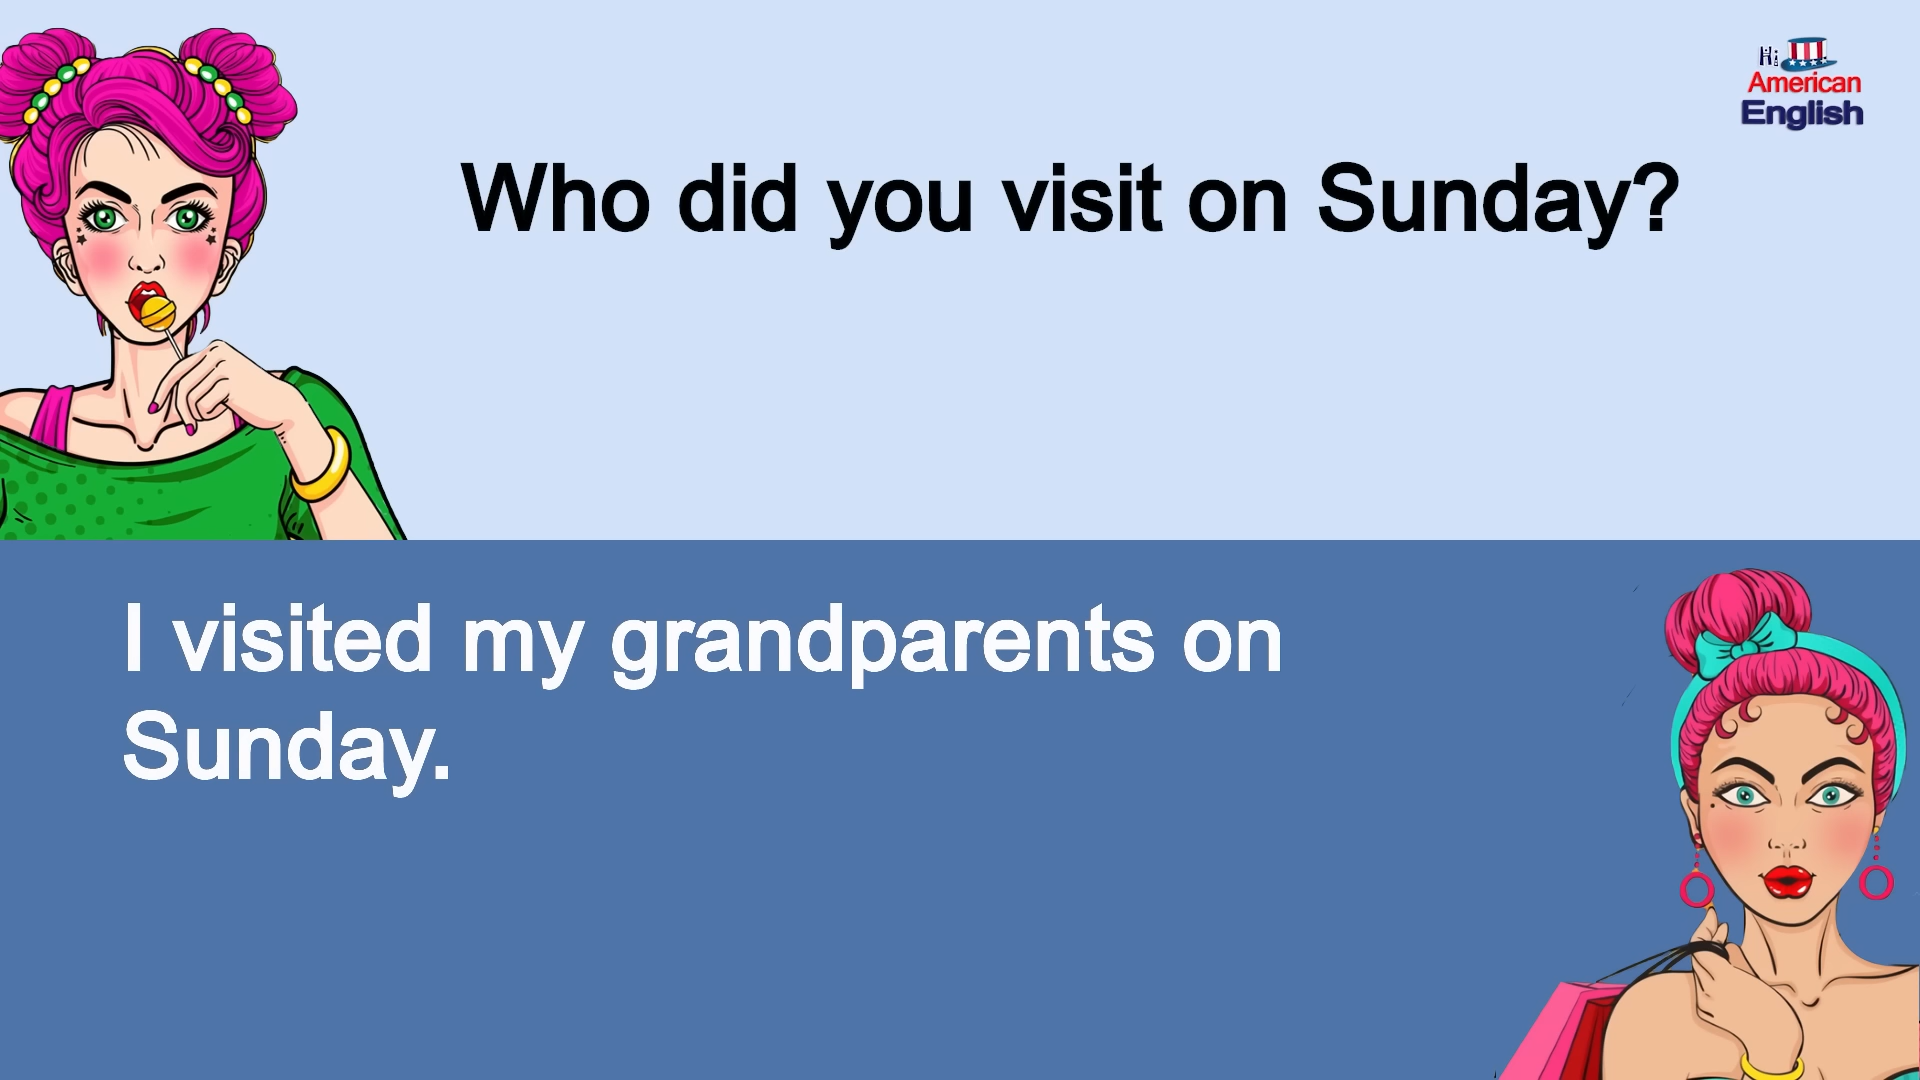 Hi
American
English
Who did you visit on Sunday?
I visited my grandparents on
Sunday.